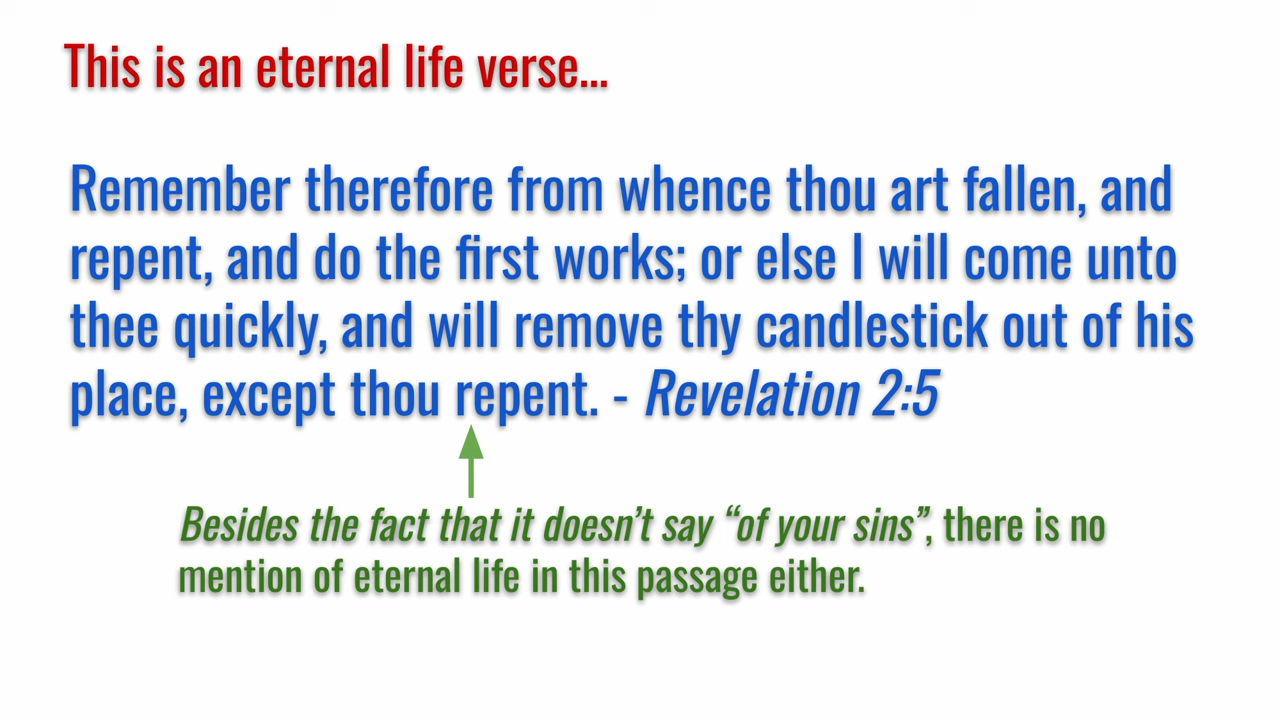 This is an eternal life verse...
Remember therefore from whence thou art fallen, and
repent, and do the first works; or else I will come unto
thee quickly, and will remove thy candlestick out of his
place, except thou repent. - Revelation 2:5
Besides the fact that it doesn’t say “of your sins”, there is no
mention of eternal life in this passage either.